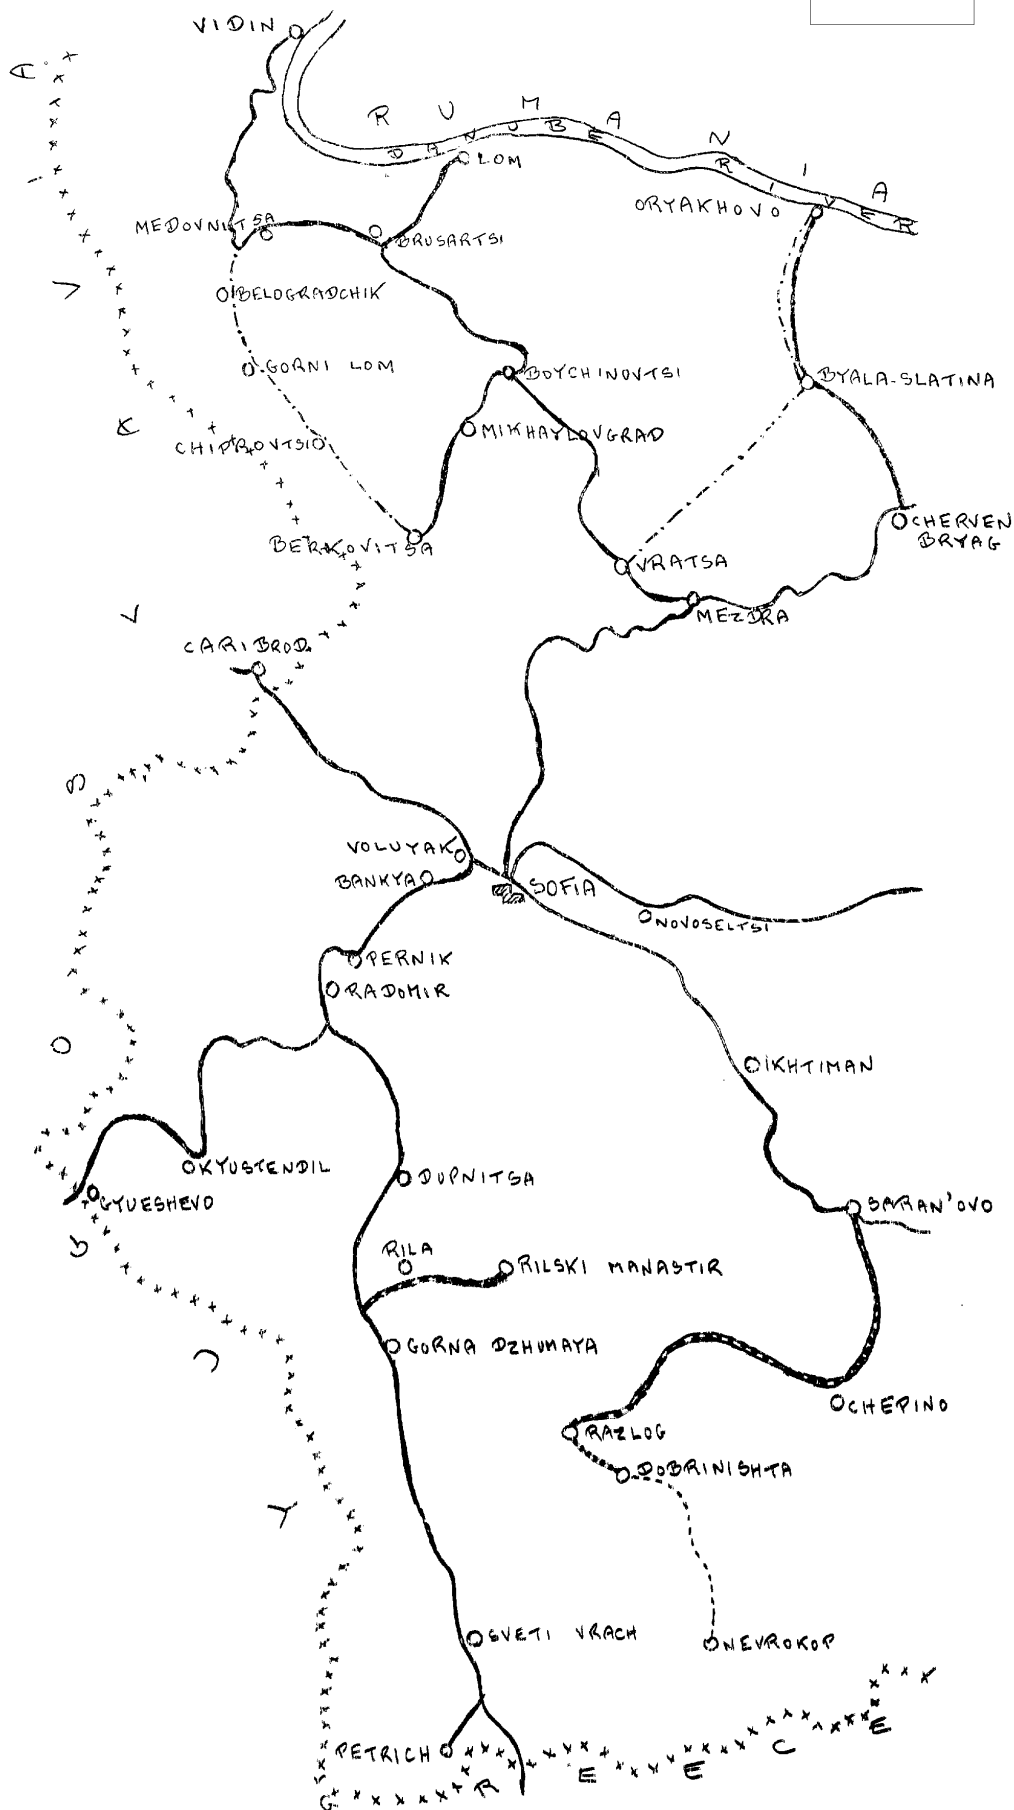 VIDIN
RUMBANIA
DANUBE RIVER
LOM
ORYAKHOVO
MEDOVNITSA
BRUSARTSI
BELOGRADCHIK
GORNI LOM
BOYCHINOVTSI
BYALA-SLATINA
MIKHAYLOVGRAD
CHIPROVTSI
CHERVEN
BRYAG
BERKOVITSA
VRATSA
MEZDRA
CARIBROD
VOLUYAK
BANKYA
SOFIA
NOVOSELTSI
PERNIK
RADOMIR
IKHTIMAN
KYUSTENDIL
GYUESHEVO
DUPNITSA
SARAN'OVO
RILA
RILSKI MANASTIR
GORNA DZHUMAYA
CHEPINO
RAZLOG
DOBRINISHTA
SVETI VRACH
NEVROKOP
PETRICH
GREECE
YUGOSLAVIA